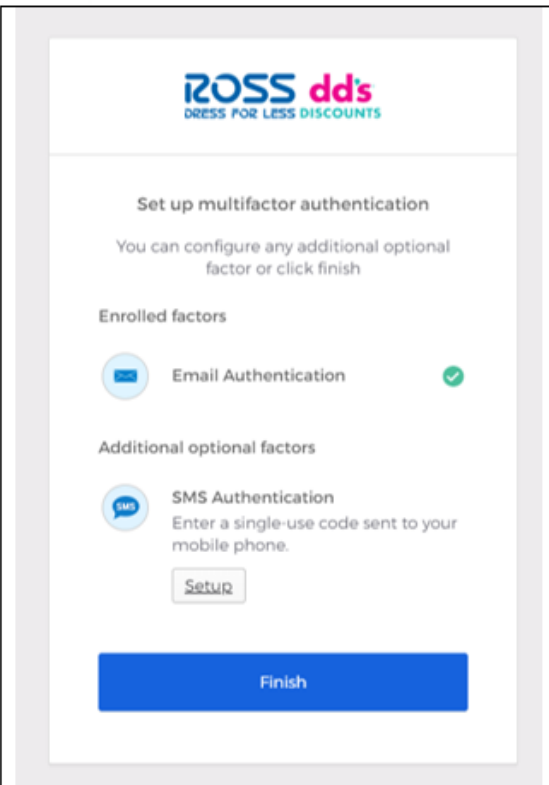 ROSS dd's
DRESS FOR LESS DISCOUNTS
Set up multifactor authentication
You can configure any additional optional
factor or click finish
Enrolled factors
Email Authentication
Additional optional factors
SMS
SMS Authentication
Enter a single-use code sent to your
mobile phone.
Setup
Finish